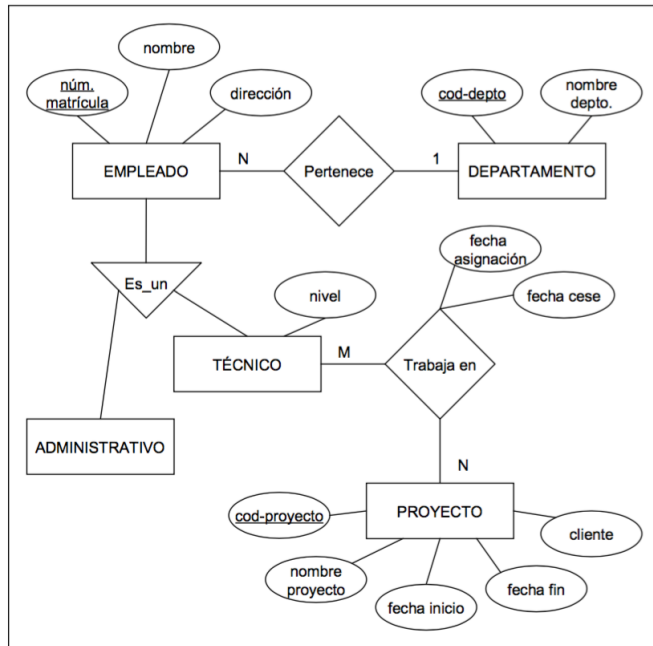 nombre
núm.
matrícula
dirección
cod-depto
nombre
depto.
EMPLEADO
N
Pertenece
1
DEPARTAMENTO
Es_un
fecha
asignación
fecha cese
nivel
TÉCNICO
M
Trabaja en
ADMINISTRATIVO
N
cod-proyecto
PROYECTO
cliente
nombre
proyecto
fecha inicio
fecha fin